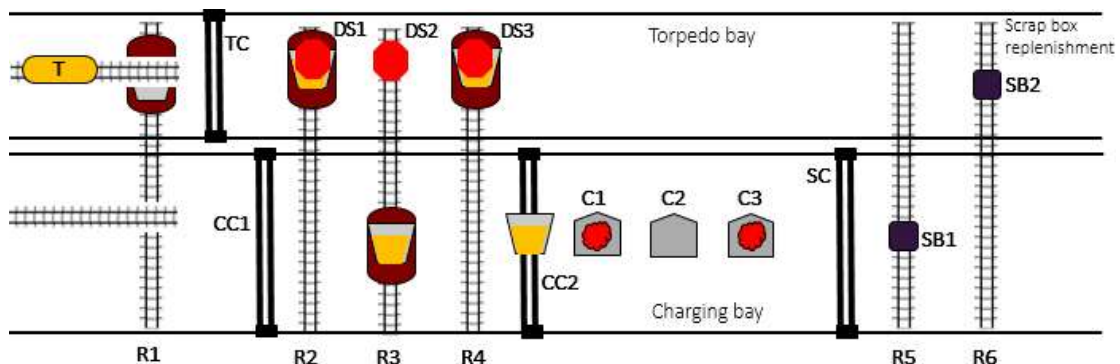 DS1
DS2
DS3
Torpedo bay
Scrap box
replenishment
TC
T
SB2
SC
C1
C2
C3
CC1
SB1
CC2
Charging bay
R1
R2
R3
R4
R5
R6